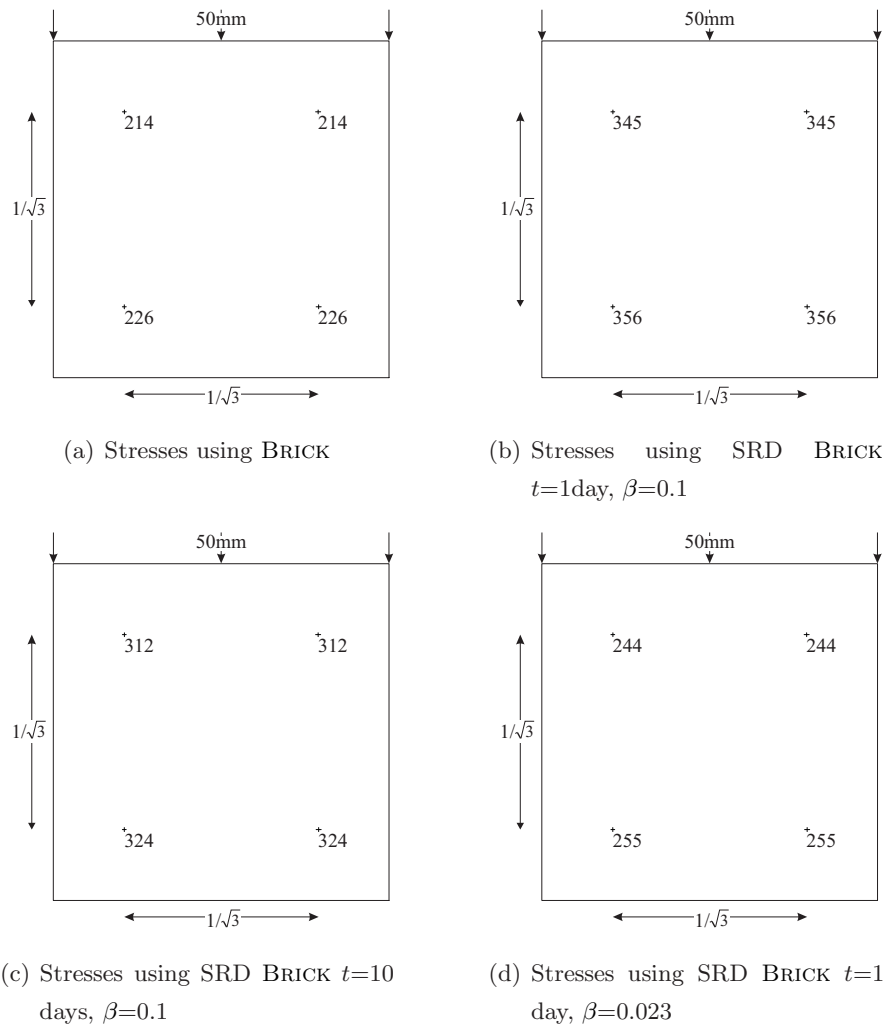 50mm
214 214
1/√3
226 226
1/√3
(a) Stresses using BRICK
50mm
345 345
1/√3
356 356
1/√3
(b) Stresses using SRD BRICK
t=1day, β=0.1
50mm
312 312
1/√3
324 324
1/√3
(c) Stresses using SRD BRICK t=10
days, β=0.1
50mm
244 244
1/√3
255 255
1/√3
(d) Stresses using SRD BRICK t=1
day, β=0.023